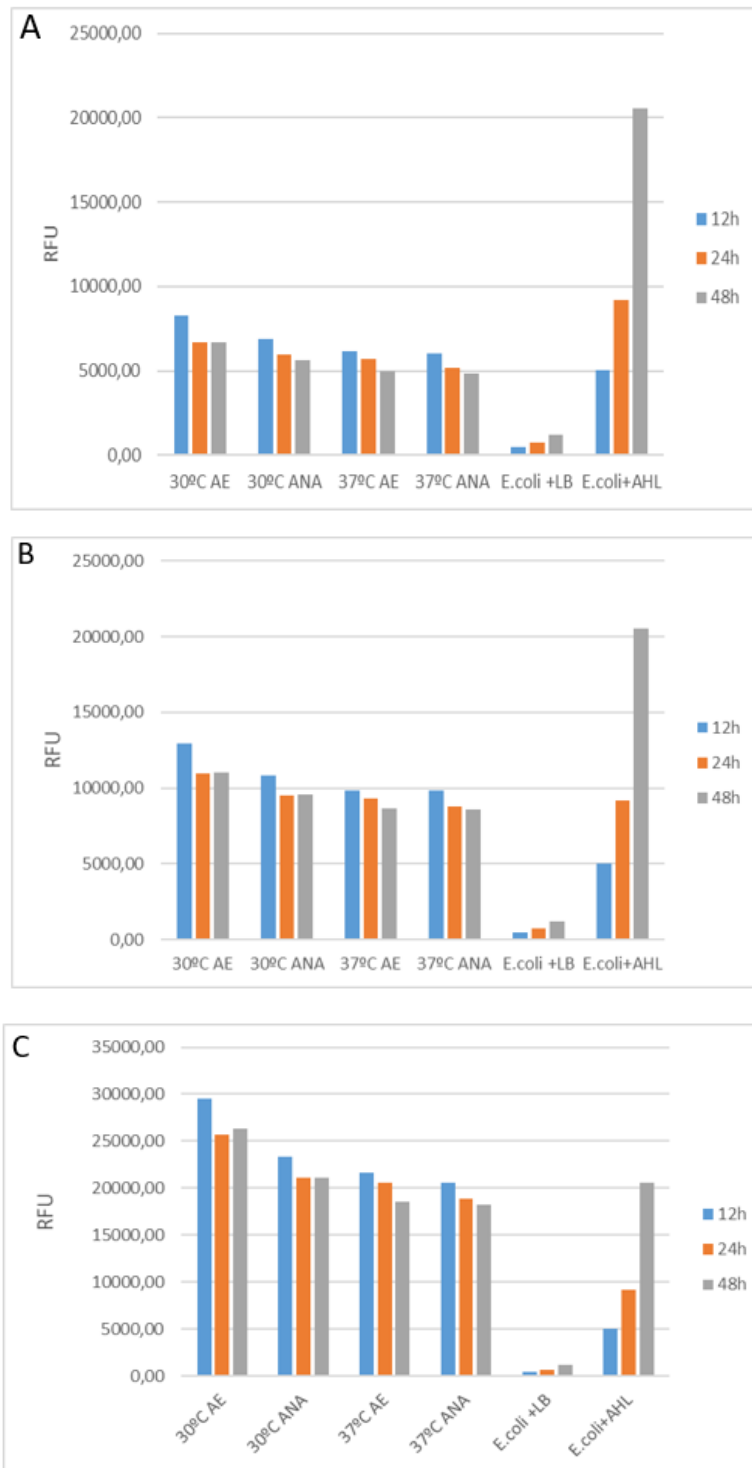 A
25000,00
20000,00
15000,00
10000,00
5000,00
0,00
RFU
30ºC AE 30ºC ANA 37ºC AE 37ºC ANA E.coli +LB E.coli+AHL
12h
24h
48h
B
25000,00
20000,00
15000,00
10000,00
5000,00
0,00
RFU
30ºC AE 30ºC ANA 37ºC AE 37ºC ANA E.coli +LB E.coli+AHL
12h
24h
48h
C
35000,00
30000,00
25000,00
20000,00
15000,00
10000,00
5000,00
0,00
RFU
30ºC AE 30ºC ANA 37ºC AE 37ºC ANA E.coli +LB E.coli+AHL
12h
24h
48h